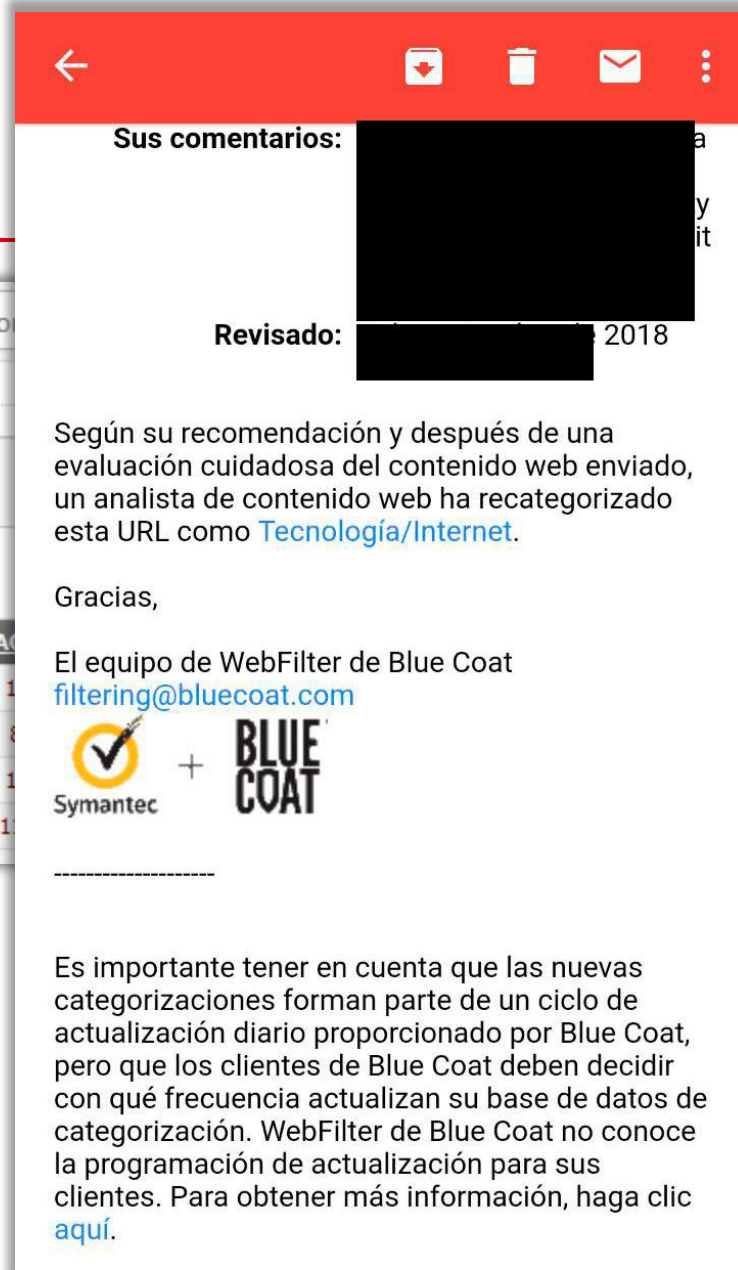 Sus comentarios:
a
y
it
Revisado: 2018
Según su recomendación y después de una
evaluación cuidadosa del contenido web enviado,
un analista de contenido web ha recategorizado
esta URL como Tecnología/Internet.
Gracias,
El equipo de WebFilter de Blue Coat
filtering@bluecoat.com
Symantec + BLUE COAT
--------------------
Es importante tener en cuenta que las nuevas
categorizaciones forman parte de un ciclo de
actualización diario proporcionado por Blue Coat,
pero que los clientes de Blue Coat deben decidir
con qué frecuencia actualizan su base de datos de
categorización. WebFilter de Blue Coat no conoce
la programación de actualización para sus
clientes. Para obtener más información, haga clic
aquí.